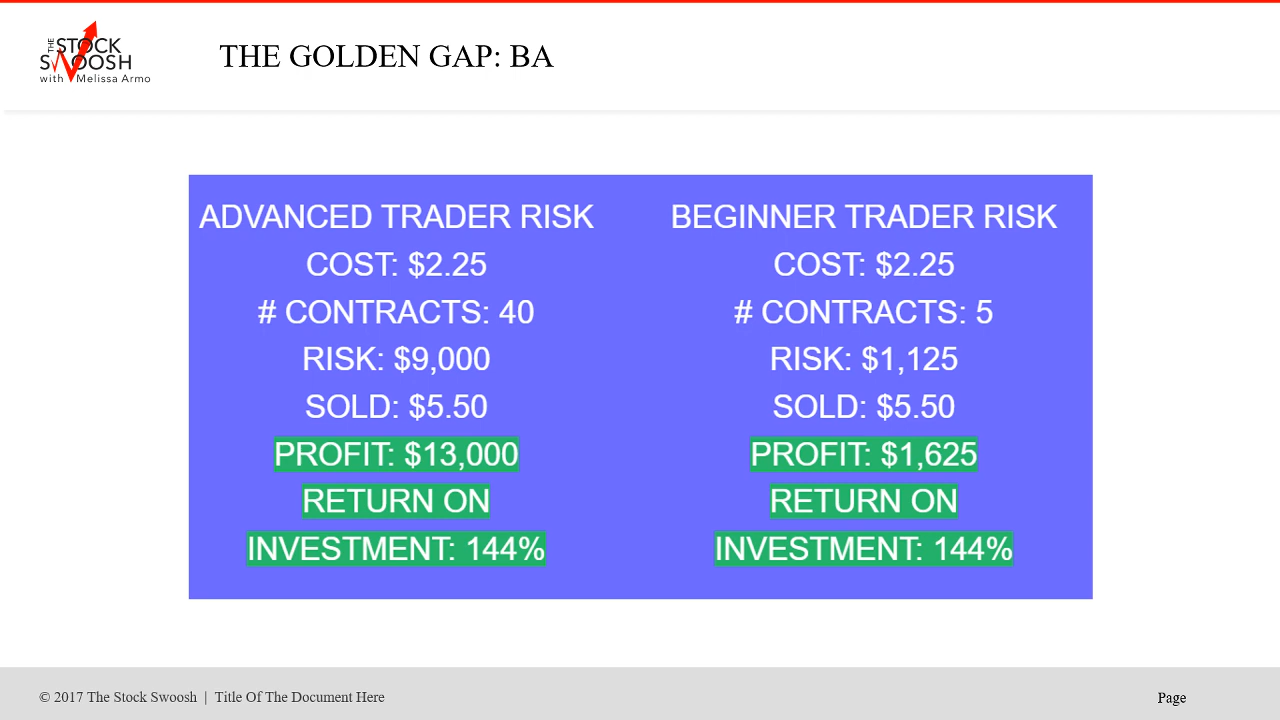 THE STOCK
SWOOSH
with Melissa Armo
THE GOLDEN GAP: BA
ADVANCED TRADER RISK
COST: $2.25
# CONTRACTS: 40
RISK: $9,000
SOLD: $5.50
PROFIT: $13,000
RETURN ON
INVESTMENT: 144%
BEGINNER TRADER RISK
COST: $2.25
# CONTRACTS: 5
RISK: $1,125
SOLD: $5.50
PROFIT: $1,625
RETURN ON
INVESTMENT: 144%
© 2017 The Stock Swoosh | Title Of The Document Here
Page